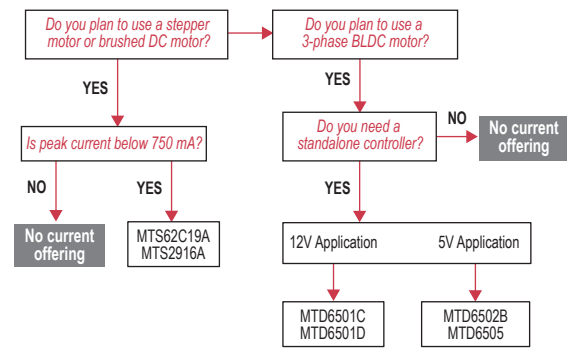 Do you plan to use a stepper
motor or brushed DC motor?
Do you plan to use a
3-phase BLDC motor?
YES
YES
Is peak current below 750 mA?
Do you need a
standalone controller?
NO
No current
offering
NO
YES
YES
No current
offering
MTS62C19A
MTS2916A
12V Application
5V Application
MTD6501C
MTD6501D
MTD6502B
MTD6505